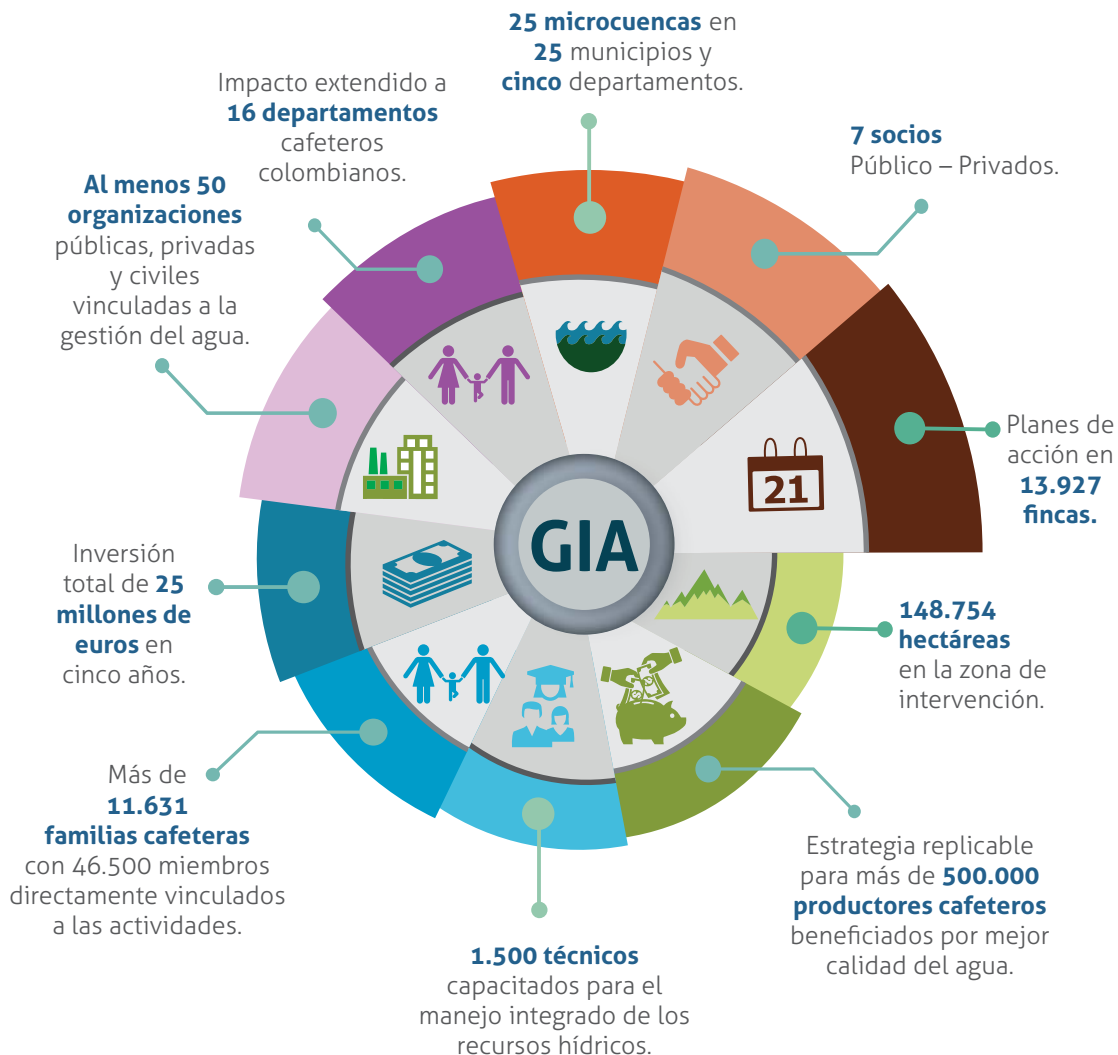 25 microcuencas en
25 municipios y
cinco departamentos.
7 socios
Público – Privados.
Planes de
acción en
13.927
fincas.
148.754
hectáreas
en la zona de
intervención.
Estrategia replicable
para más de 500.000
productores cafeteros
beneficiados por mejor
calidad del agua.
1.500 técnicos
capacitados para el
manejo integrado de los
recursos hídricos.
Más de
11.631
familias cafeteras
con 46.500 miembros
directamente vinculados
a las actividades.
Inversión
total de 25
millones de
euros en
cinco años.
Al menos 50
organizaciones
públicas, privadas
y civiles
vinculadas a la
gestión del agua.
Impacto extendido a
16 departamentos
cafeteros
colombianos.
21
GIA